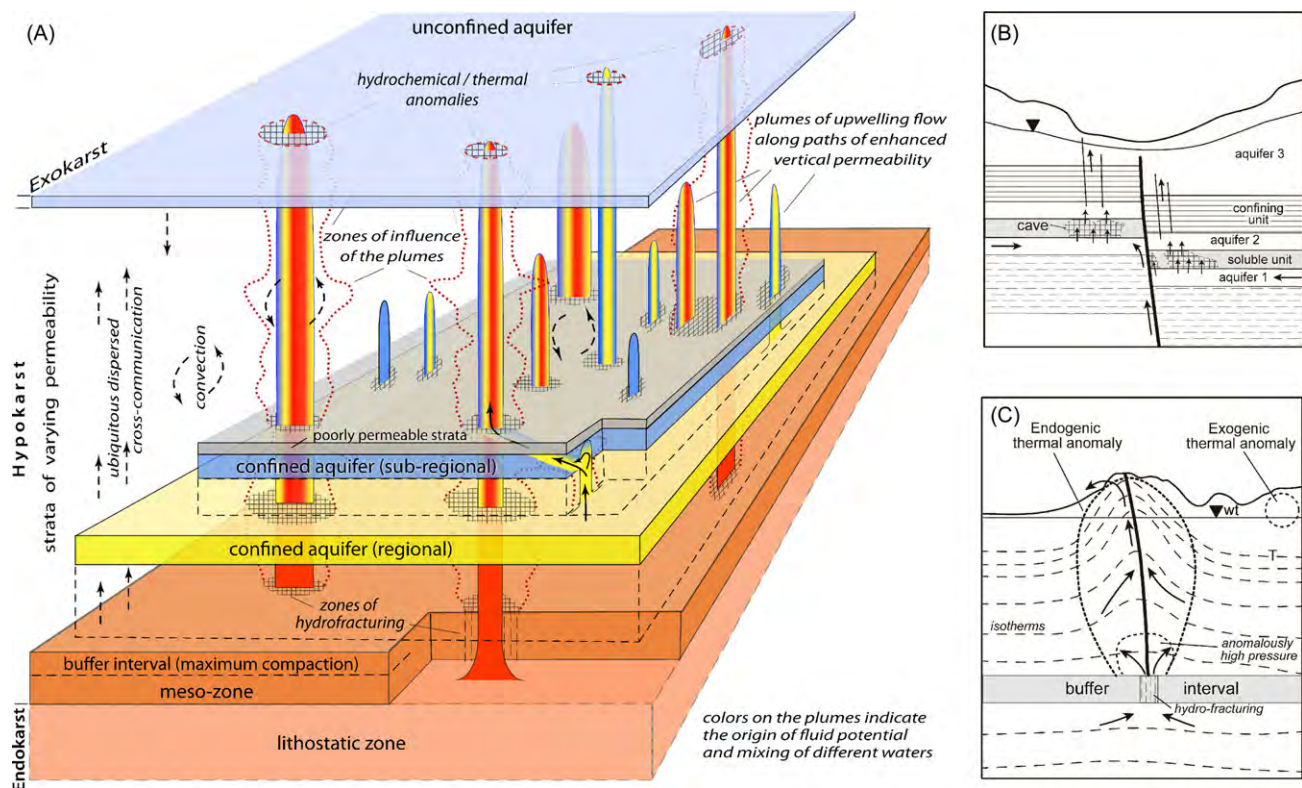 (A)
unconfined aquifer
hydrochemical / thermal
anomalies
plumes of upwelling flow
along paths of enhanced
vertical permeability
Exokarst
zones of influence
of the plumes
Hypokarst
strata of varying permeability
ubiquitous dispersed
cross-communication
convection
poorly permeable strata
confined aquifer (sub-regional)
confined aquifer (regional)
zones of
hydrofracturing
buffer interval (maximum compaction)
meso-zone
lithostatic zone
Endokarst
colors on the plumes indicate
the origin of fluid potential
and mixing of different waters
(B)
aquifer 3
confining
unit
cave
aquifer 2
soluble unit
aquifer 1
(C)
Endogenic
thermal anomaly
Exogenic
thermal anomaly
wt
T
isotherms
anomalously
high pressure
buffer interval
hydro-fracturing